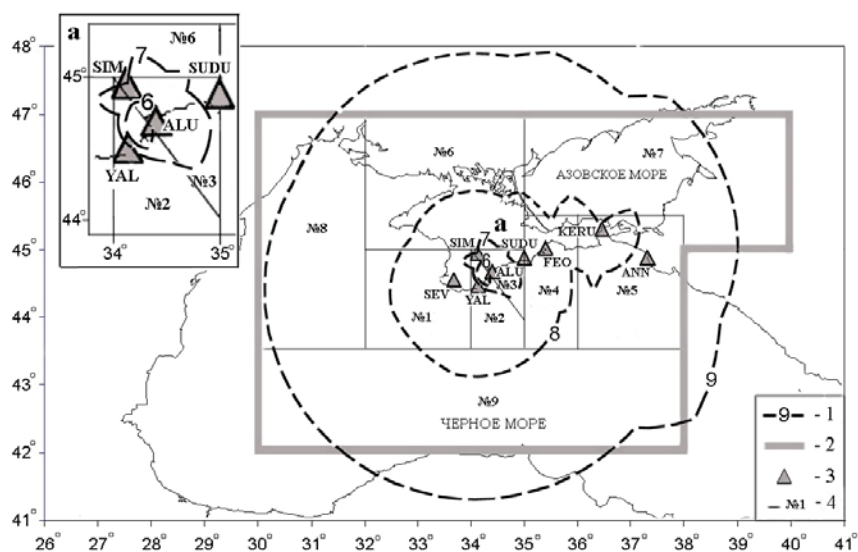 a
№6
7
SIM
SUDU
45°
6
ALU
YAL
№3
№2
44°
34°
35°
48°
47°
46°
45°
44°
43°
42°
41°
№6
№7
АЗОВСКОЕ МОРЕ
№8
a
KERU
SIM
7
SUDU
FEO
6
ALU
ANN
SEV
YAL
№3
№4
№5
№1
№2
8
9
№9
ЧЕРНОЕ МОРЕ
9 - 1
- 2
- 3
№1 - 4
26° 27° 28° 29° 30° 31° 32° 33° 34° 35° 36° 37° 38° 39° 40° 41°